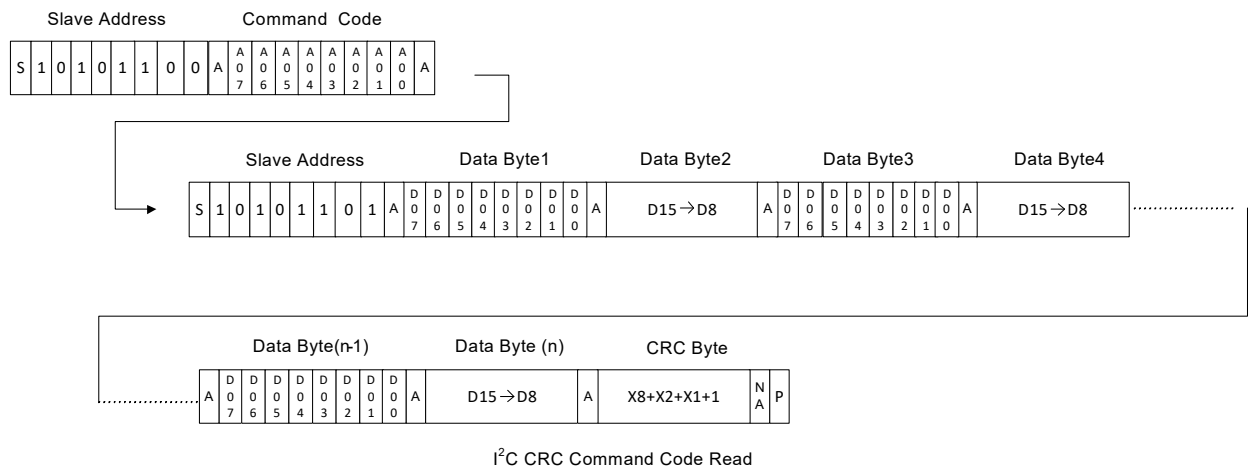 Slave Address Command Code
S 1 0 1 0 1 1 0 0 A A07 A06 A05 A04 A03 A02 A01 A00 A
Slave Address Data Byte1 Data Byte2 Data Byte3 Data Byte4
S 1 0 1 0 1 1 0 1 A D07 D06 D05 D04 D03 D02 D01 D00 A D15→D8 A D07 D06 D05 D04 D03 D02 D01 D00 A D15→D8
Data Byte(n-1) Data Byte (n) CRC Byte
A D07 D06 D05 D04 D03 D02 D01 D00 A D15→D8 A X8+X2+X1+1 NA P
I²C CRC Command Code Read